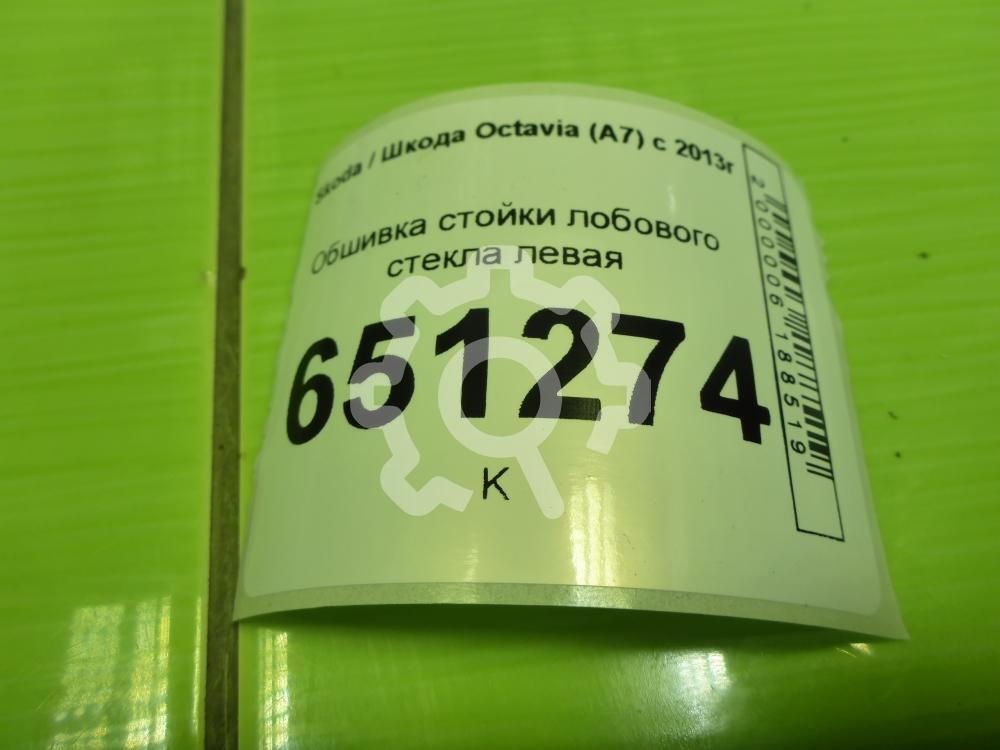 Skoda / Шкода Octavia (A7) с 2013г
Обшивка стойки лобового
стекла левая
651274
К
2000006188519